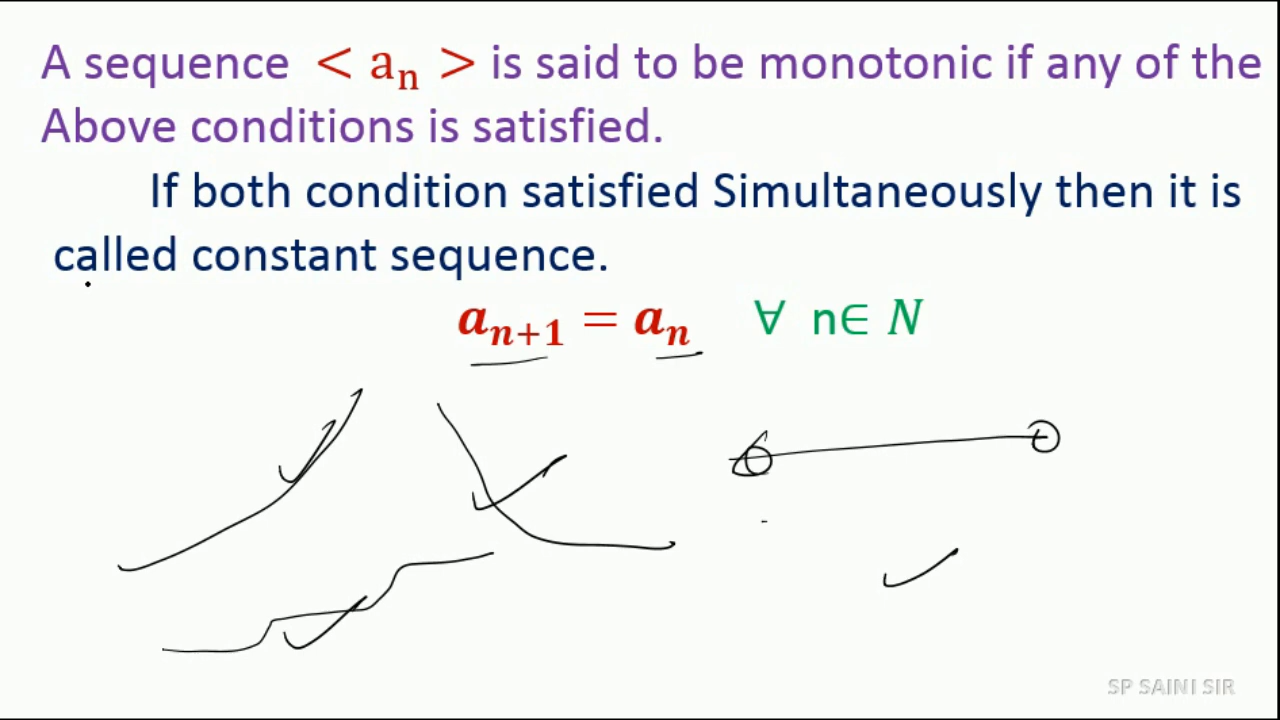 A sequence < aₙ > is said to be monotonic if any of the
Above conditions is satisfied.
If both condition satisfied Simultaneously then it is
called constant sequence.
aₙ₊₁ = aₙ ∀ n∈ N
SP SAINI SIR